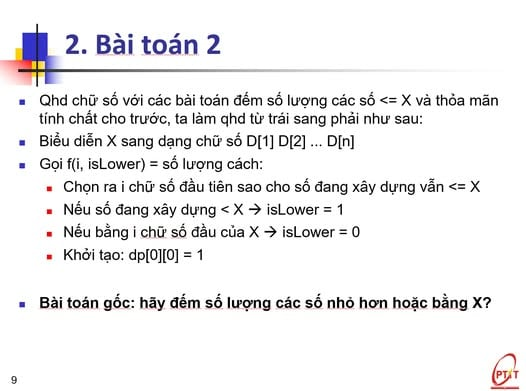 2. Bài toán 2
Qhd chữ số với các bài toán đếm số lượng các số <= X và thỏa mãn
tính chất cho trước, ta làm qhd từ trái sang phải như sau:
Biểu diễn X sang dạng chữ số D[1] D[2] ... D[n]
Gọi f(i, isLower) = số lượng cách:
Chọn ra i chữ số đầu tiên sao cho số đang xây dựng vẫn <= X
Nếu số đang xây dựng < X → isLower = 1
Nếu bằng i chữ số đầu của X → isLower = 0
Khởi tạo: dp[0][0] = 1
Bài toán gốc: hãy đếm số lượng các số nhỏ hơn hoặc bằng X?
9
PTIT